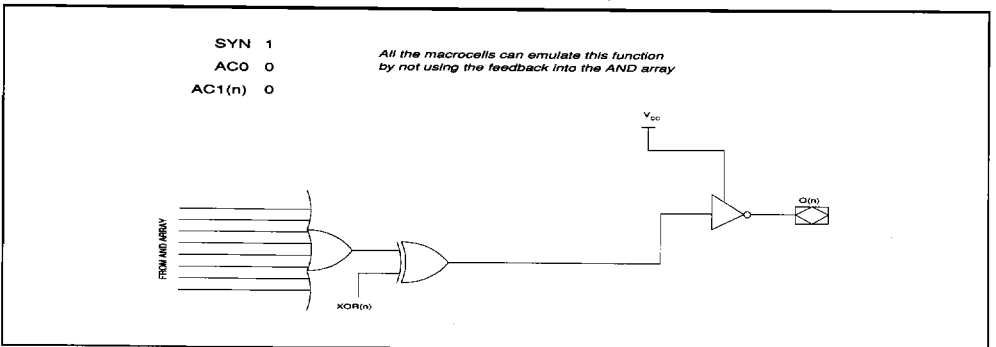 SYN 1
AC0 0
AC1(n) 0
All the macrocells can emulate this function
by not using the feedback into the AND array
VCC
O(n)
FROM AND ARRAY
XOR(n)